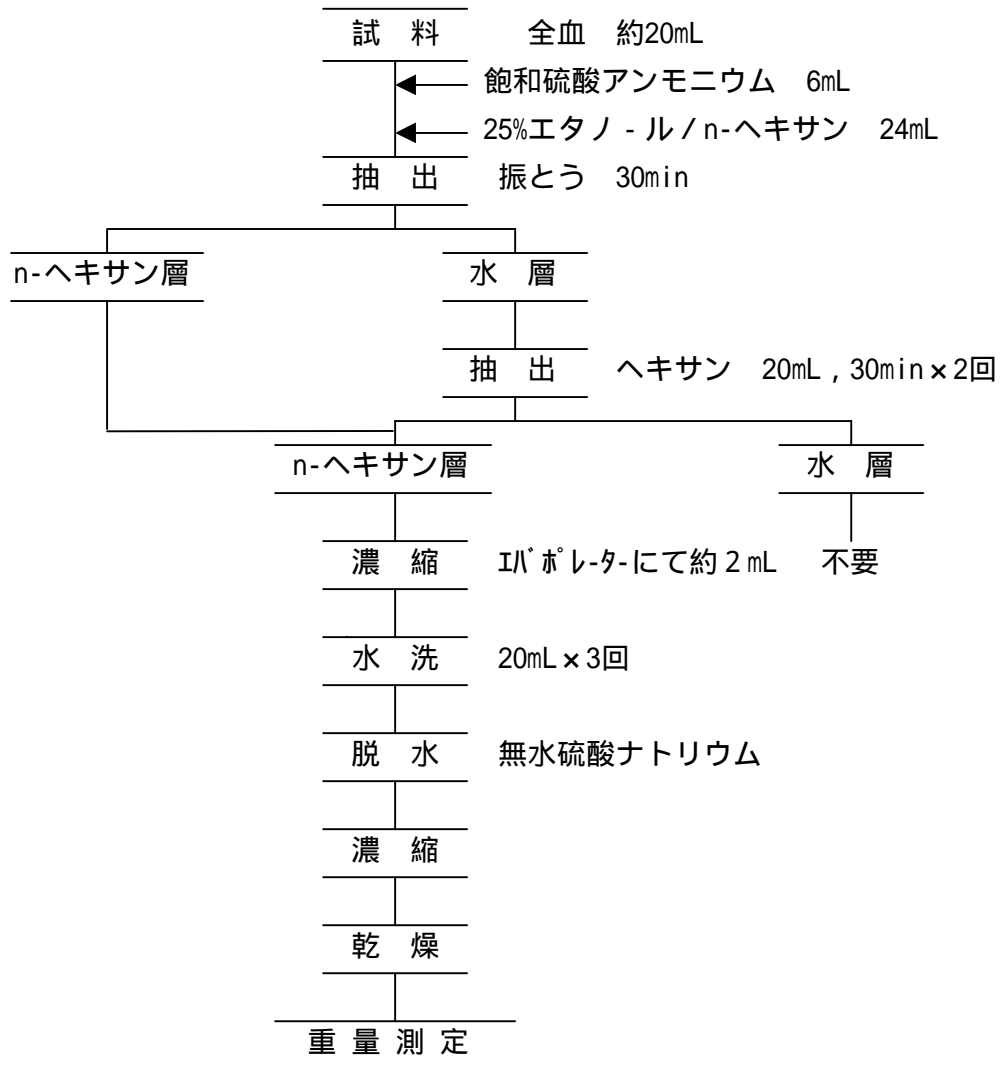 試　料　　全血　約20mL
飽和硫酸アンモニウム　6mL
25%エタノ-ル/n-ヘキサン　24mL
抽　出　振とう　30min
n-ヘキサン層　水　層
抽　出　ヘキサン　20mL,30min×2回
n-ヘキサン層　水　層
濃　縮　ｴﾊﾞﾎﾟﾚ-ﾀ-にて約2mL　不要
水　洗　20mL×3回
脱　水　無水硫酸ナトリウム
濃　縮
乾　燥
重 量 測 定